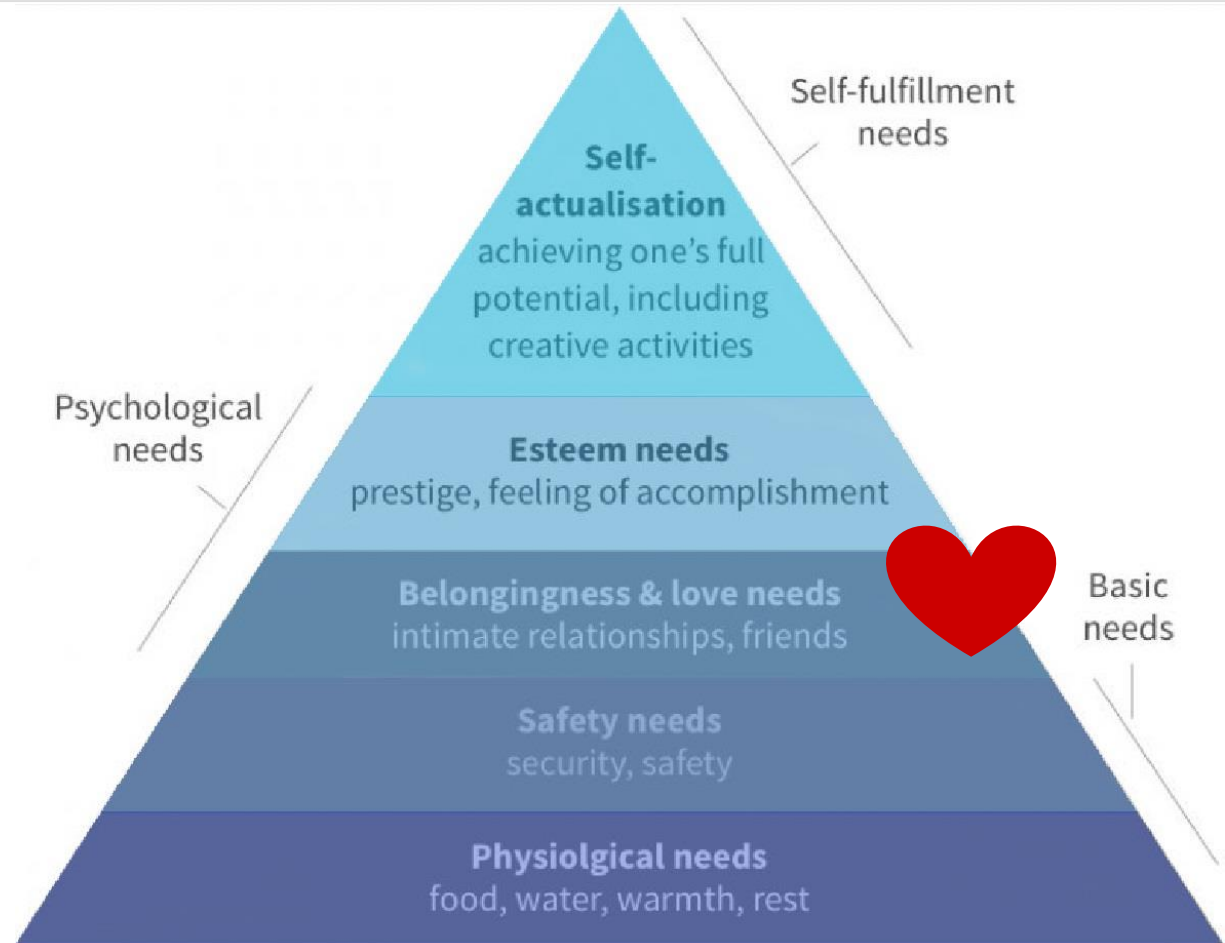 Self-fulfillment
needs
Self-
actualisation
achieving one’s full
potential, including
creative activities
Psychological
needs
Esteem needs
prestige, feeling of accomplishment
Belongingness & love needs
intimate relationships, friends
Basic
needs
Safety needs
security, safety
Physiolgical needs
food, water, warmth, rest